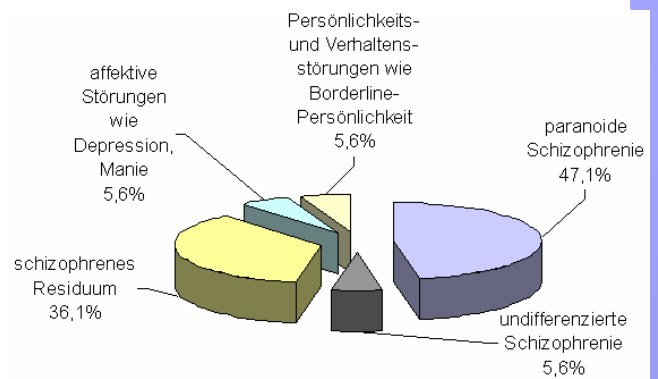 Persönlichkeits-
und Verhaltens-
störungen wie
Borderline-
Persönlichkeit
5,6%
affektive
Störungen
wie
Depression,
Manie
5,6%
paranoide
Schizophrenie
47,1%
schizophrenes
Residuum
36,1%
undifferenzierte
Schizophrenie
5,6%